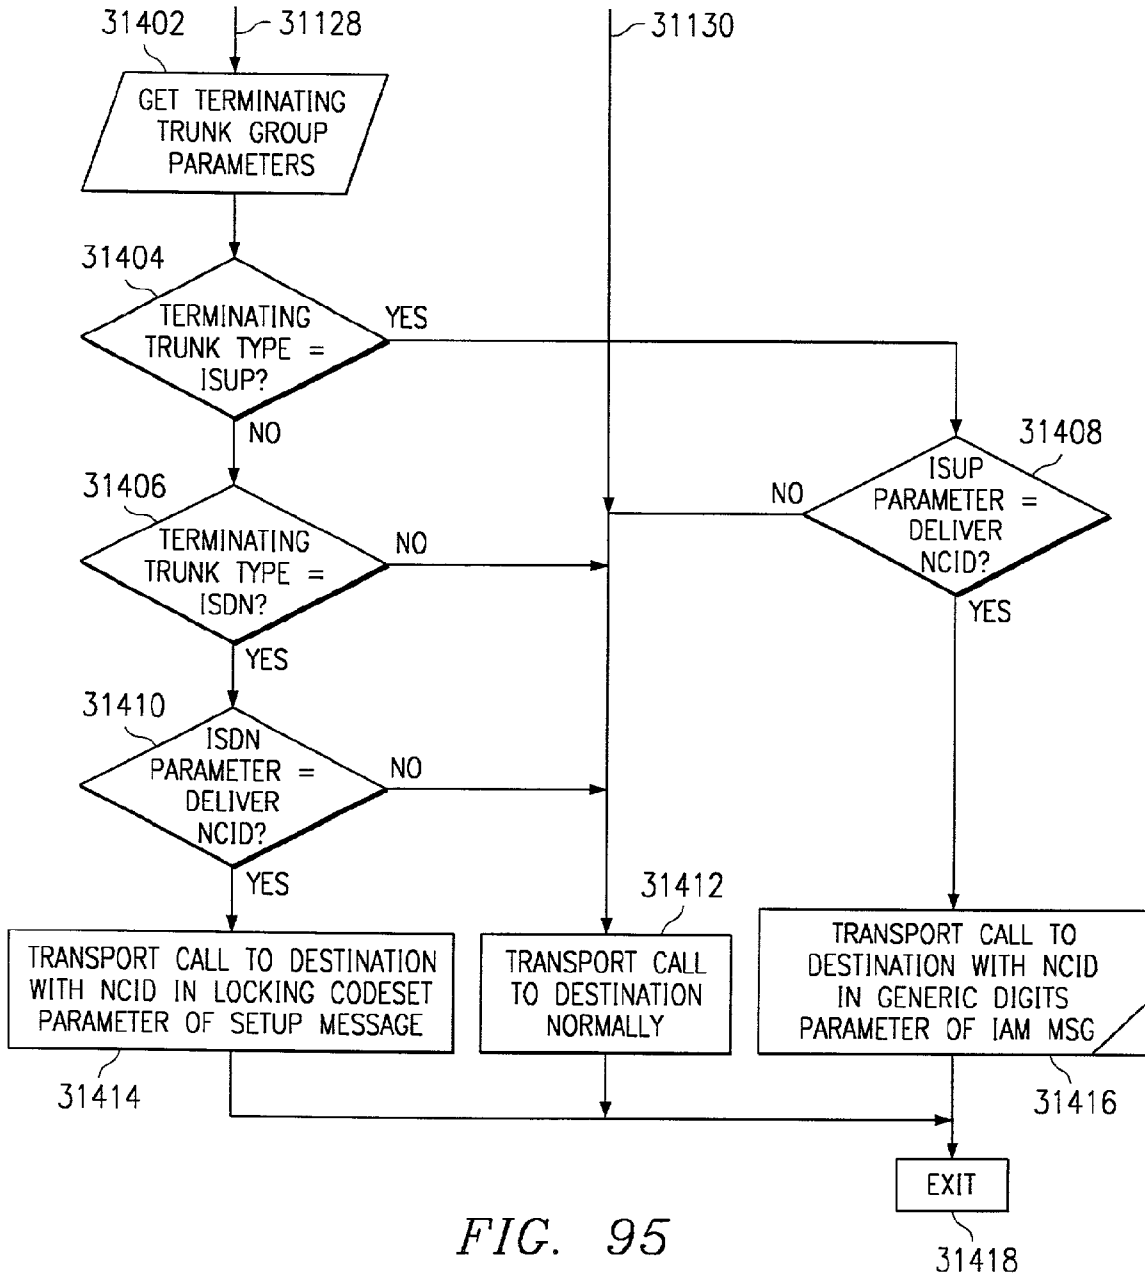 31402
31128
31130
GET TERMINATING
TRUNK GROUP
PARAMETERS
31404
TERMINATING
TRUNK TYPE =
ISUP?
YES
NO
31408
ISUP
PARAMETER =
DELIVER
NCID?
NO
YES
31406
TERMINATING
TRUNK TYPE =
ISDN?
NO
YES
31410
ISDN
PARAMETER =
DELIVER
NCID?
NO
YES
31412
TRANSPORT CALL TO DESTINATION
WITH NCID IN LOCKING CODESET
PARAMETER OF SETUP MESSAGE
31414
TRANSPORT CALL
TO DESTINATION
NORMALLY
TRANSPORT CALL TO
DESTINATION WITH NCID
IN GENERIC DIGITS
PARAMETER OF IAM MSG
31416
EXIT
31418
FIG. 95